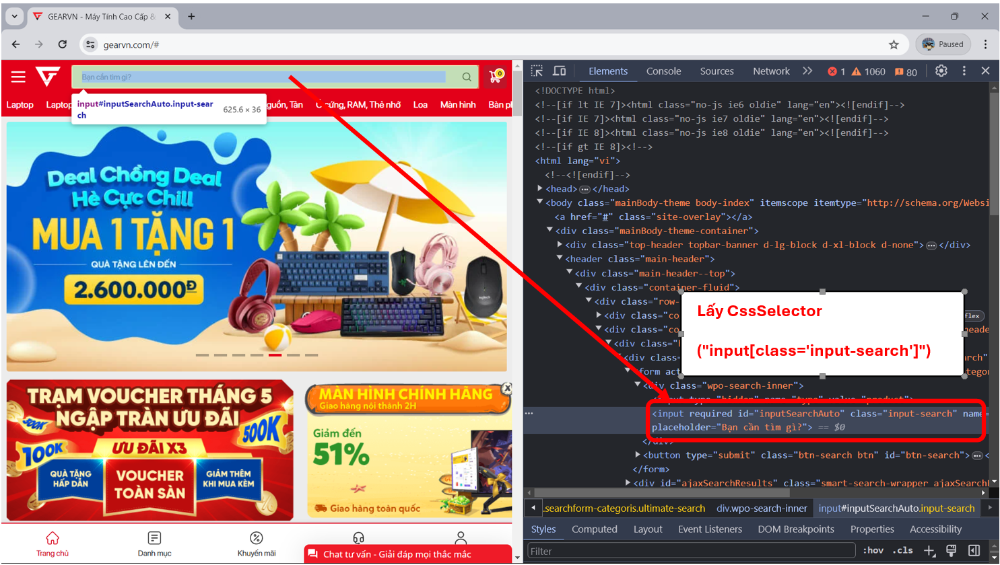 GEARVN - Máy Tính Cao Cấp &
gearvn.com/#
Paused
Bạn cần tìm gì?
0
Laptop
Laptop
guồn, Tản
Ổ cứng, RAM, Thẻ nhớ
Loa
Màn hình
Bàn ph
input#inputSearchAuto.input-sear
ch
625.6 × 36
Deal Chồng Deal
Hè Cực Chill
MUA 1 TẶNG 1
QUÀ TẶNG LÊN ĐẾN
2.600.000Đ
logitech
TRẠM VOUCHER THÁNG 5
NGẬP TRÀN ƯU ĐÃI
500K
500K
100K
ƯU ĐÃI X3
QUÀ TẶNG
HẤP DẪN
VOUCHER
TOÀN SÀN
GIẢM THÊM
KHI MUA KÈM
MÀN HÌNH CHÍNH HÃNG
Giao hàng nội thành 2H
X
Giảm đến
51%
Giao hàng toàn quốc
Trang chủ
Danh mục
Khuyến mãi
Chat tư vấn - Giải đáp mọi thắc mắc
Elements
Console
Sources
Network
1
1060
80
<!DOCTYPE html>
<!--[if lt IE 7]><html class="no-js ie6 oldie" lang="en"><![endif]-->
<!--[if IE 7]><html class="no-js ie7 oldie" lang="en"><![endif]-->
<!--[if IE 8]><html class="no-js ie8 oldie" lang="en"><![endif]-->
<!--[if gt IE 8]><!-->
<html lang="vi">
<!--<![endif]-->
<head> … </head>
<body class="mainBody-theme body-index" itemscope itemtype="http://schema.org/Websi
<a href="#" class="site-overlay"></a>
<div class="mainBody-theme-container">
<div class="top-header topbar-banner d-lg-block d-xl-block d-none"> … </div>
<header class="main-header">
<div class="main-header--top">
<div class="container-fluid">
<div class="row-
<div class="co
flex
<div class="co
heade
<div class="h
<div class=
rch"
<form act
tegor
<div class="wpo-search-inner">
<input type="hidden" name="type" value="product">
<input required id="inputSearchAuto" class="input-search" name=
placeholder="Bạn cần tìm gì?"> == $0
</div>
<button type="submit" class="btn-search btn" id="btn-search"> … <
</form>
<div id="ajaxSearchResults" class="smart-search-wrapper ajaxSearchR
Lấy CssSelector
("input[class='input-search']")
.searchform-categoris.ultimate-search
div.wpo-search-inner
input#inputSearchAuto.input-search
Styles
Computed
Layout
Event Listeners
DOM Breakpoints
Properties
Accessibility
Filter
:hov
.cls